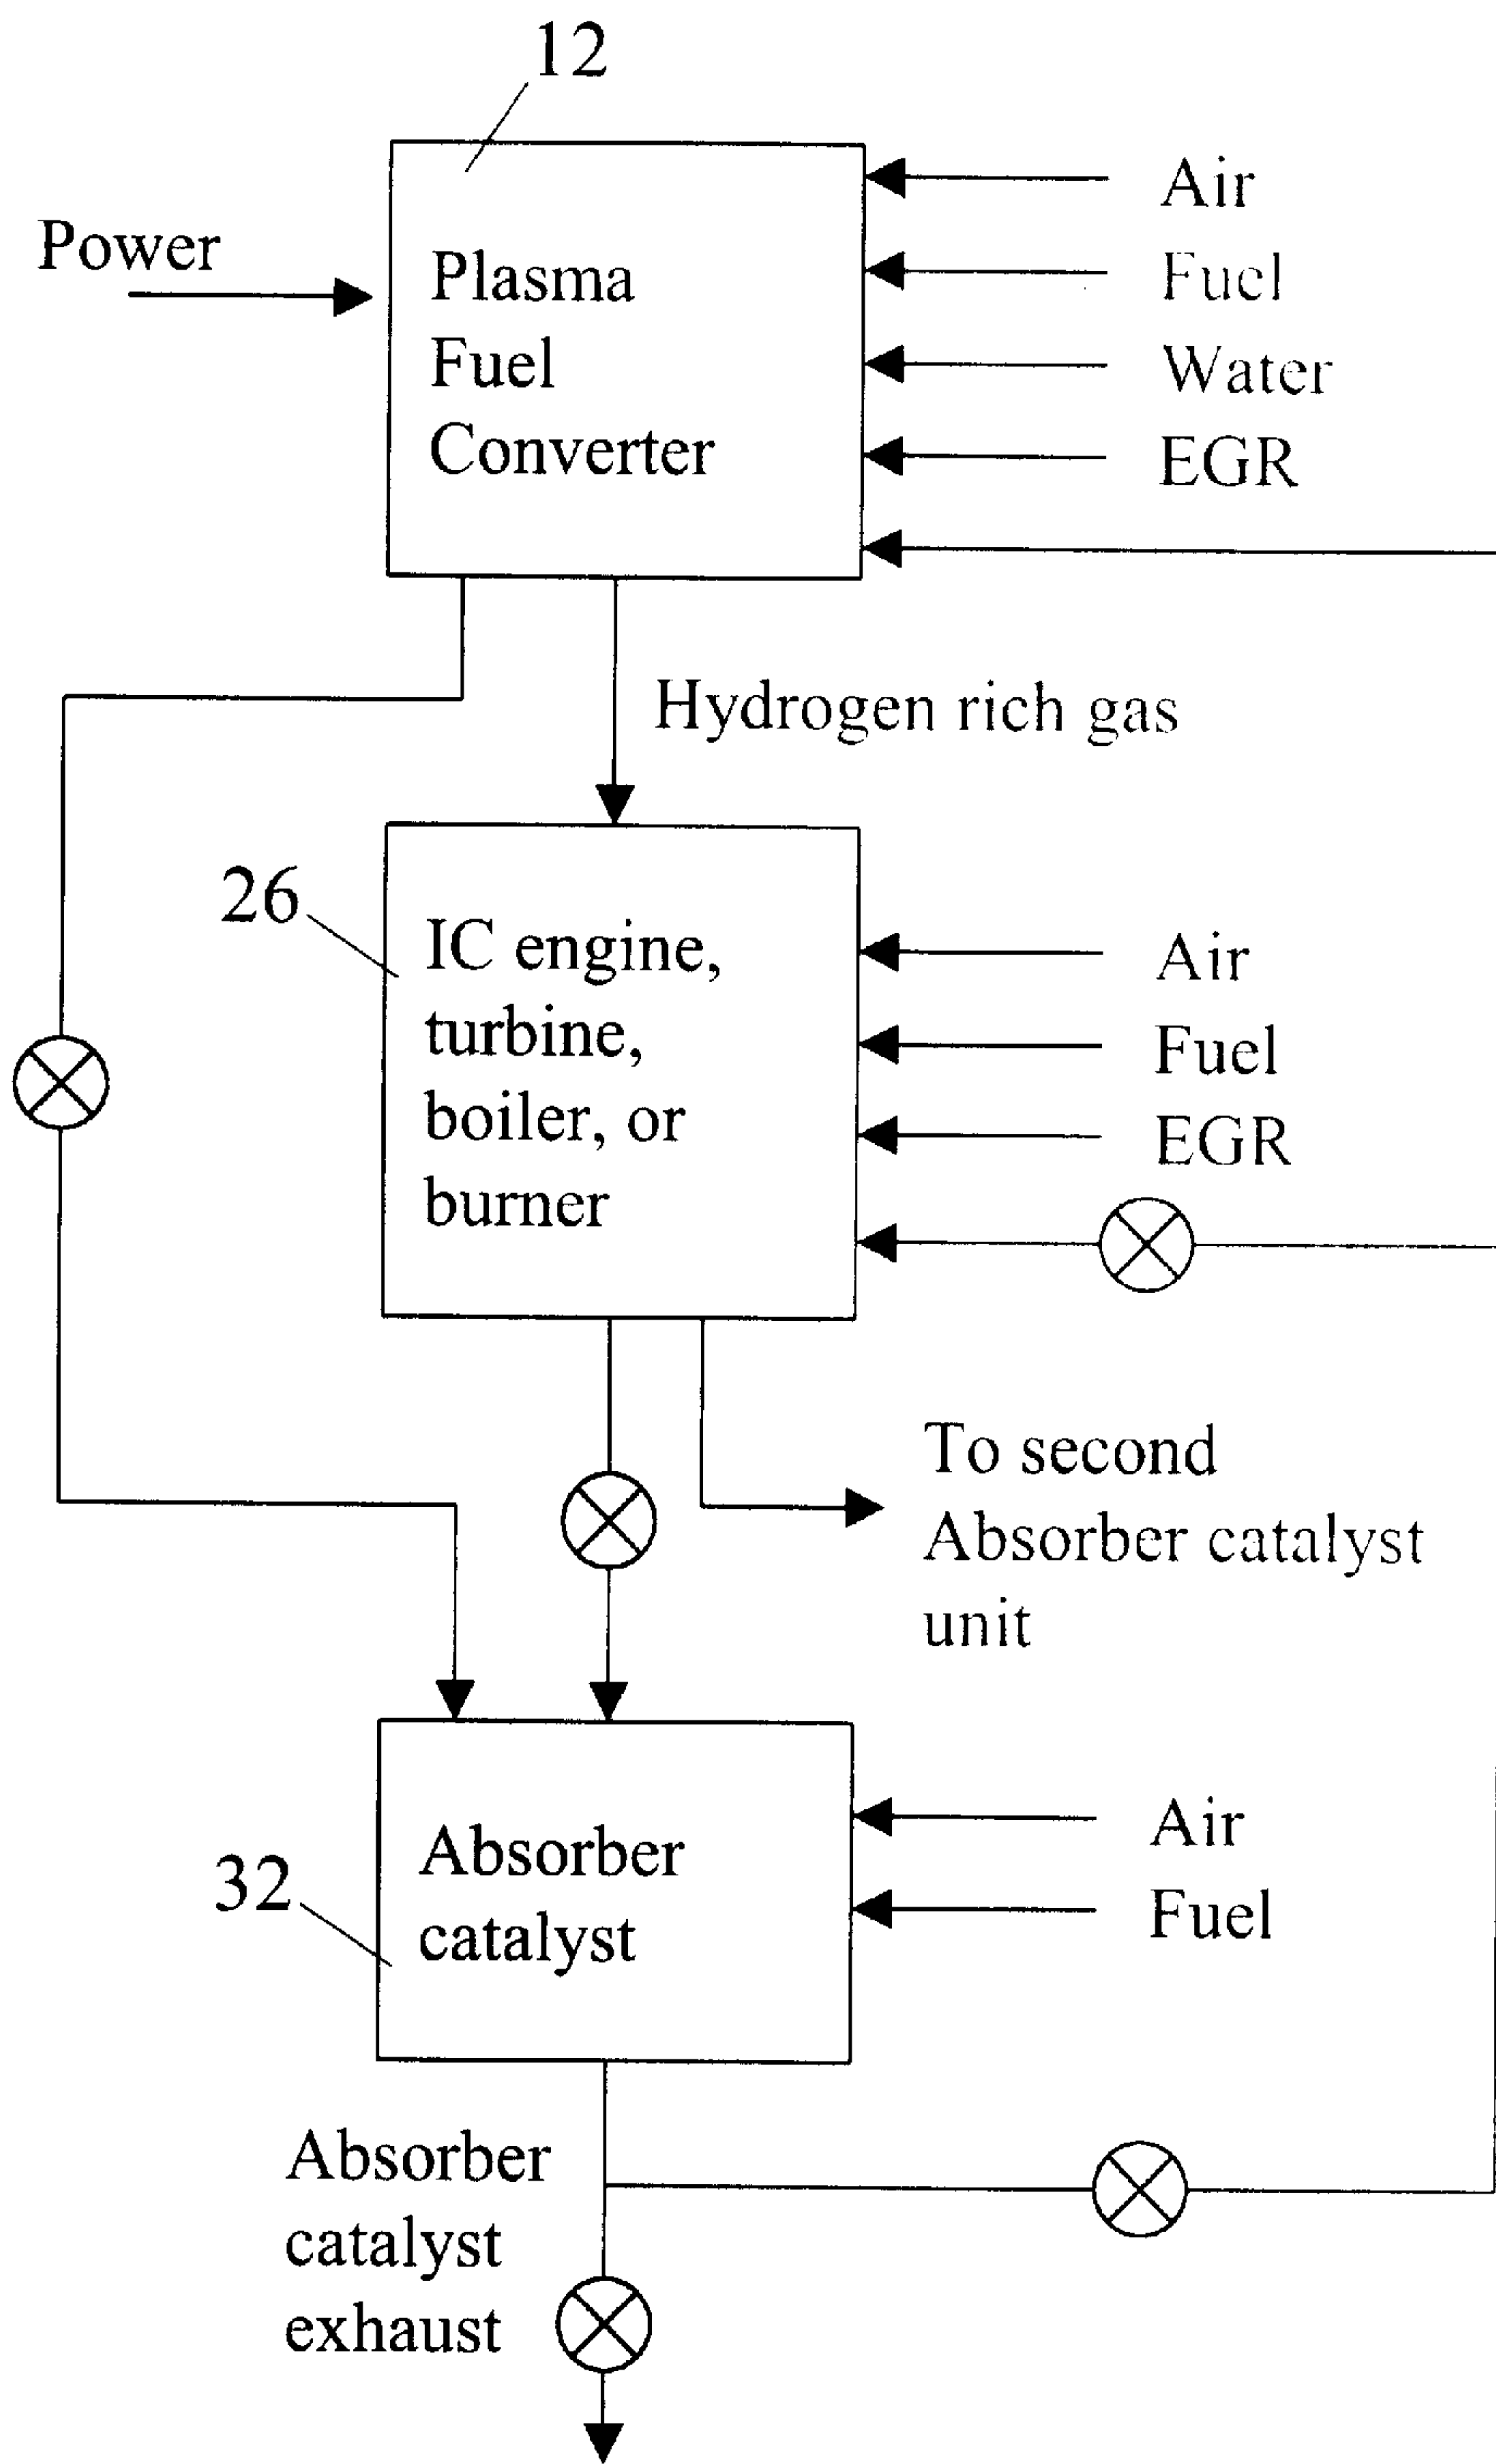 12
Power
Plasma
Fuel
Converter
Air
Fuel
Water
EGR
Hydrogen rich gas
26
IC engine,
turbine,
boiler, or
burner
Air
Fuel
EGR
To second
Absorber catalyst
unit
32
Absorber
catalyst
Air
Fuel
Absorber
catalyst
exhaust